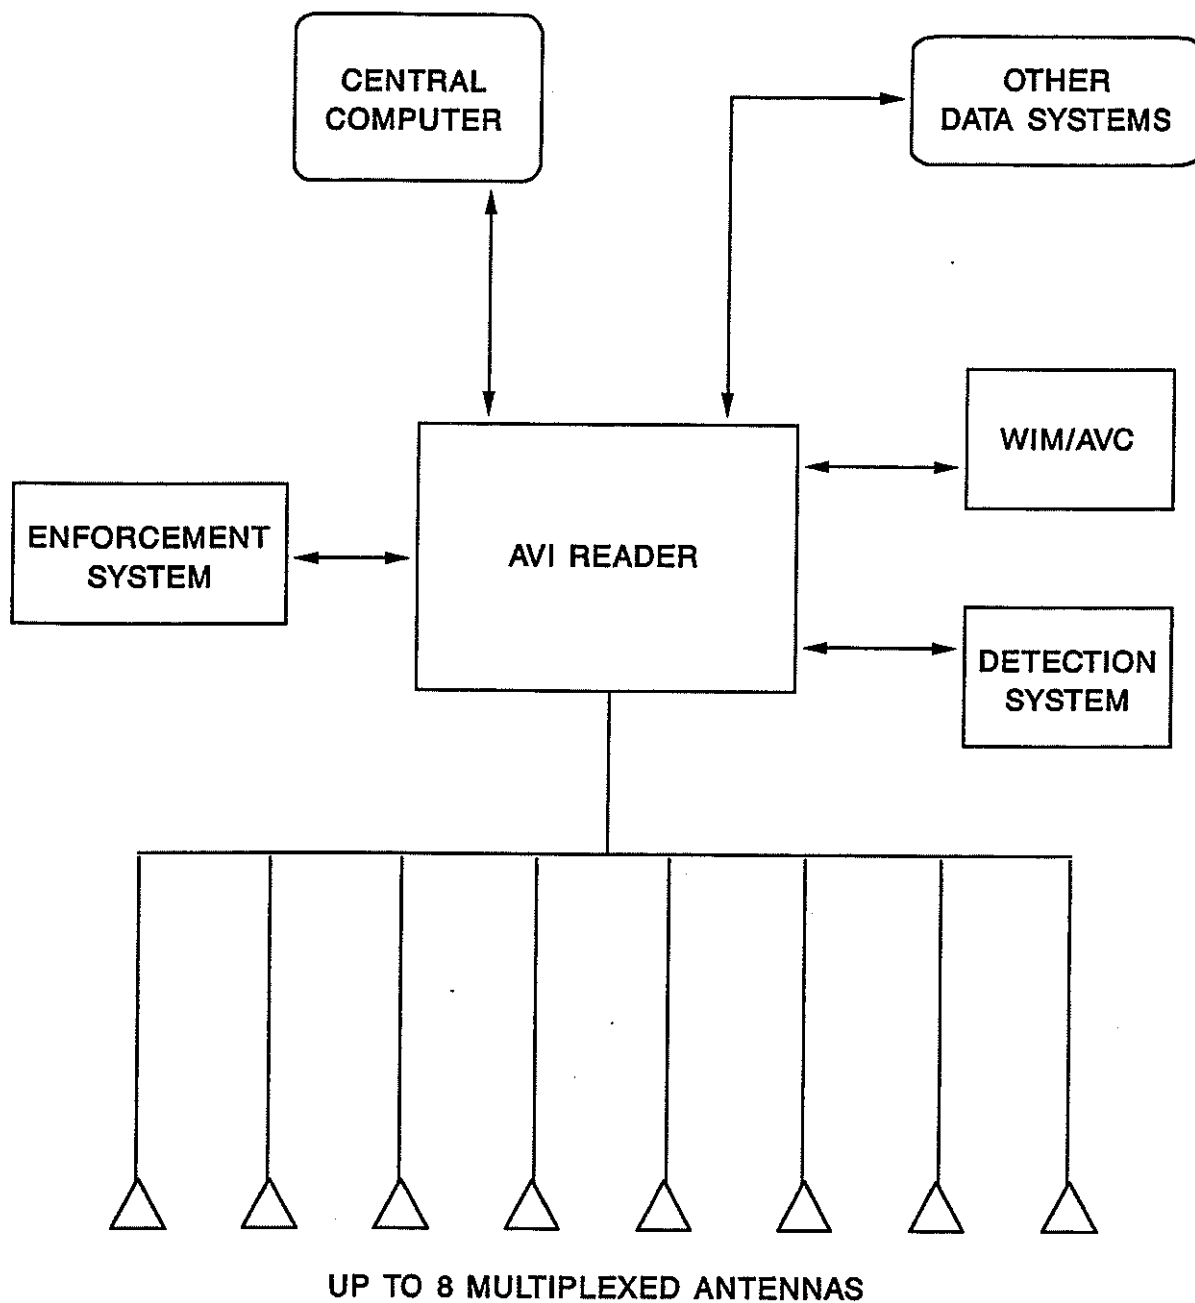 CENTRAL
COMPUTER
OTHER
DATA SYSTEMS
WIM/AVC
ENFORCEMENT
SYSTEM
AVI READER
DETECTION
SYSTEM
UP TO 8 MULTIPLEXED ANTENNAS